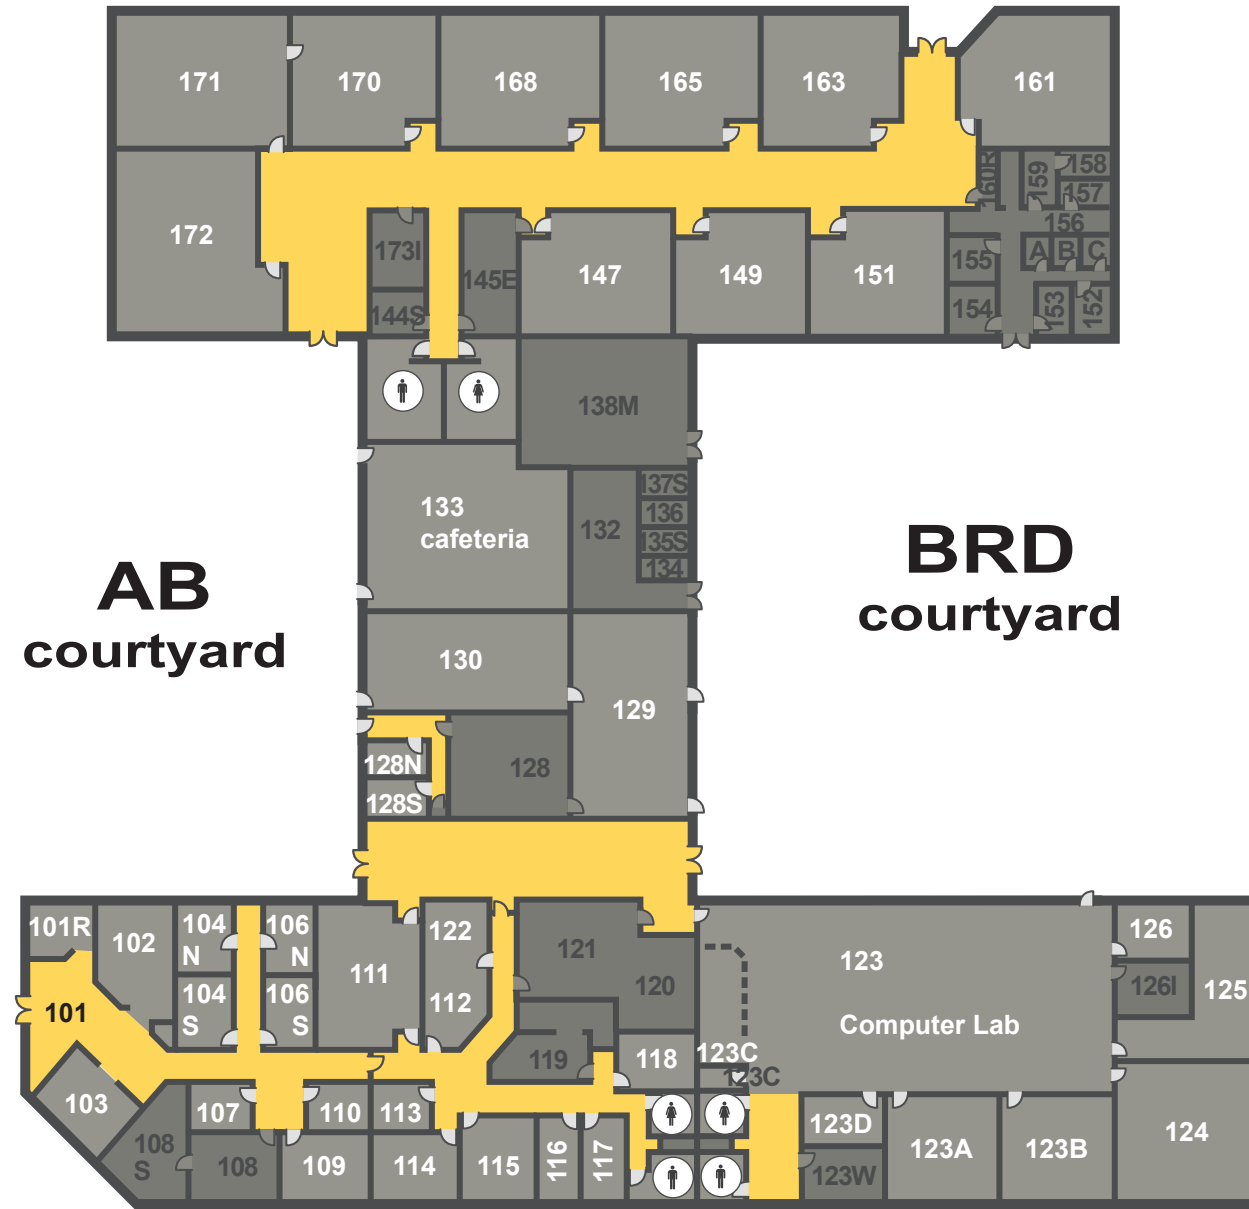 171
170
168
165
163
161
172
173I
144S
145E
147
149
151
160R
159
158
157
156
155
A
B
C
154
153
152
138M
133
cafeteria
132
137S
136
135S
134
AB
courtyard
BRD
courtyard
130
129
128N
128
128S
101R
102
104
N
106
N
111
122
112
121
120
123
Computer Lab
126
126I
125
101
104
S
106
S
119
118
123C
123C
103
107
110
113
108
S
108
109
114
115
116
117
123D
123W
123A
123B
124